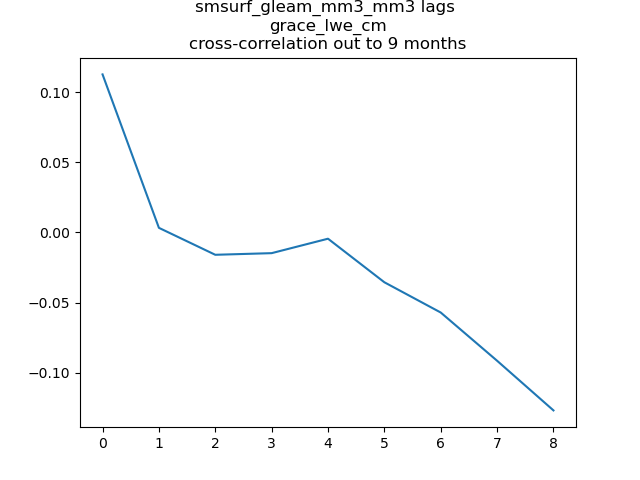 smsurf_gleam_mm3_mm3 lags
grace_lwe_cm
cross-correlation out to 9 months
0.10
0.05
0.00
−0.05
−0.10
0 1 2 3 4 5 6 7 8